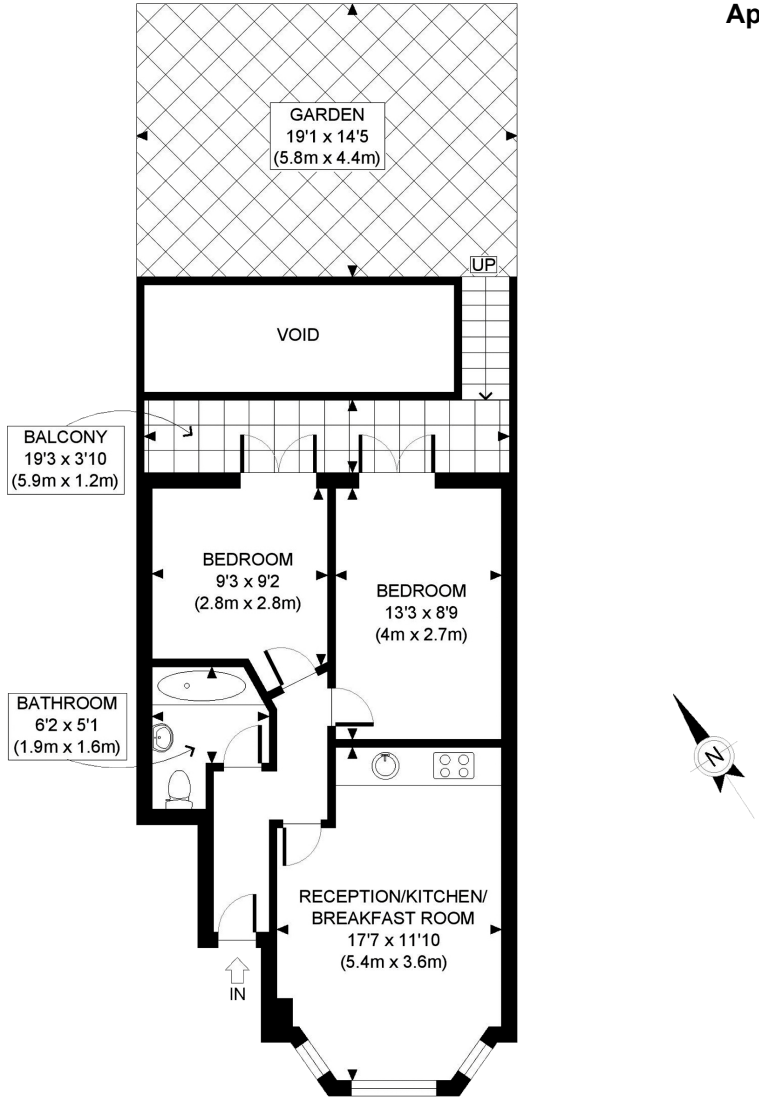 Ap
GARDEN
19'1 x 14'5
(5.8m x 4.4m)
UP
VOID
BALCONY
19'3 x 3'10
(5.9m x 1.2m)
BEDROOM
9'3 x 9'2
(2.8m x 2.8m)
BEDROOM
13'3 x 8'9
(4m x 2.7m)
BATHROOM
6'2 x 5'1
(1.9m x 1.6m)
N
RECEPTION/KITCHEN/
BREAKFAST ROOM
17'7 x 11'10
(5.4m x 3.6m)
IN